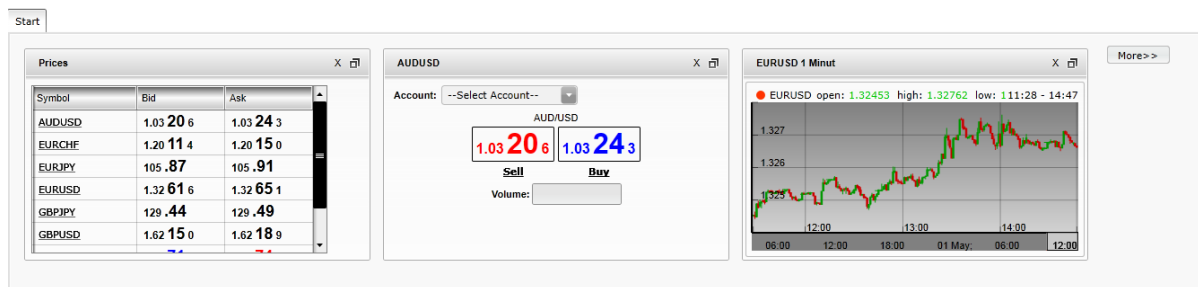 Start
Prices X
Symbol Bid Ask
AUDUSD 1.03 20 6 1.03 24 3
EURCHF 1.20 11 4 1.20 15 0
EURJPY 105 .87 105 .91
EURUSD 1.32 61 6 1.32 65 1
GBPJPY 129 .44 129 .49
GBPUSD 1.62 15 0 1.62 18 9
AUDUSD X
Account: --Select Account--
AUD/USD
1.03 20 6 1.03 24 3
Sell Buy
Volume:
EURUSD 1 Minut X
EURUSD open: 1.32453 high: 1.32762 low: 111:28 - 14:47
1.327
1.326
1.325
12:00 13:00 14:00
06:00 12:00 18:00 01 May; 06:00 12:00
More>>